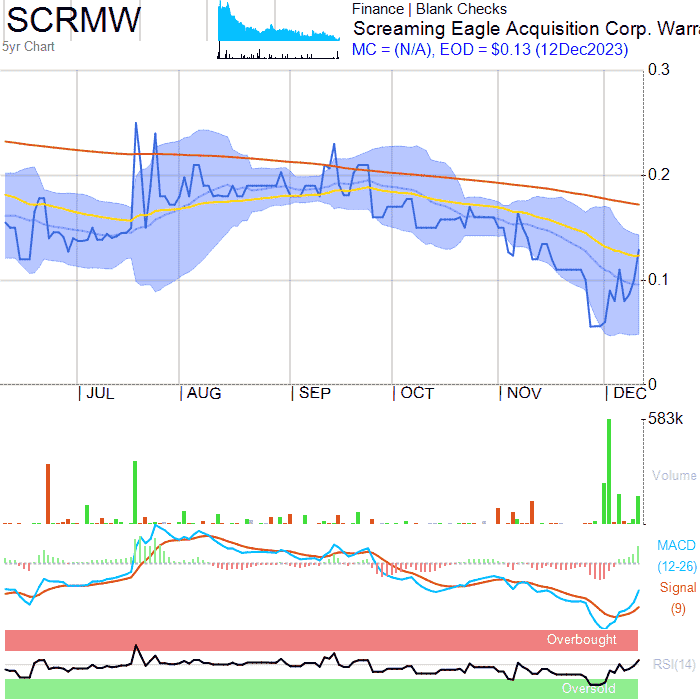 SCRMW
5yr Chart
Finance | Blank Checks
Screaming Eagle Acquisition Corp. Warra
MC = (N/A), EOD = $0.13 (12Dec2023)
0.3
0.2
0.1
0
JUL
AUG
SEP
OCT
NOV
DEC
583k
Volume
MACD
(12-26)
Signal
(9)
Overbought
RSI(14)
Oversold